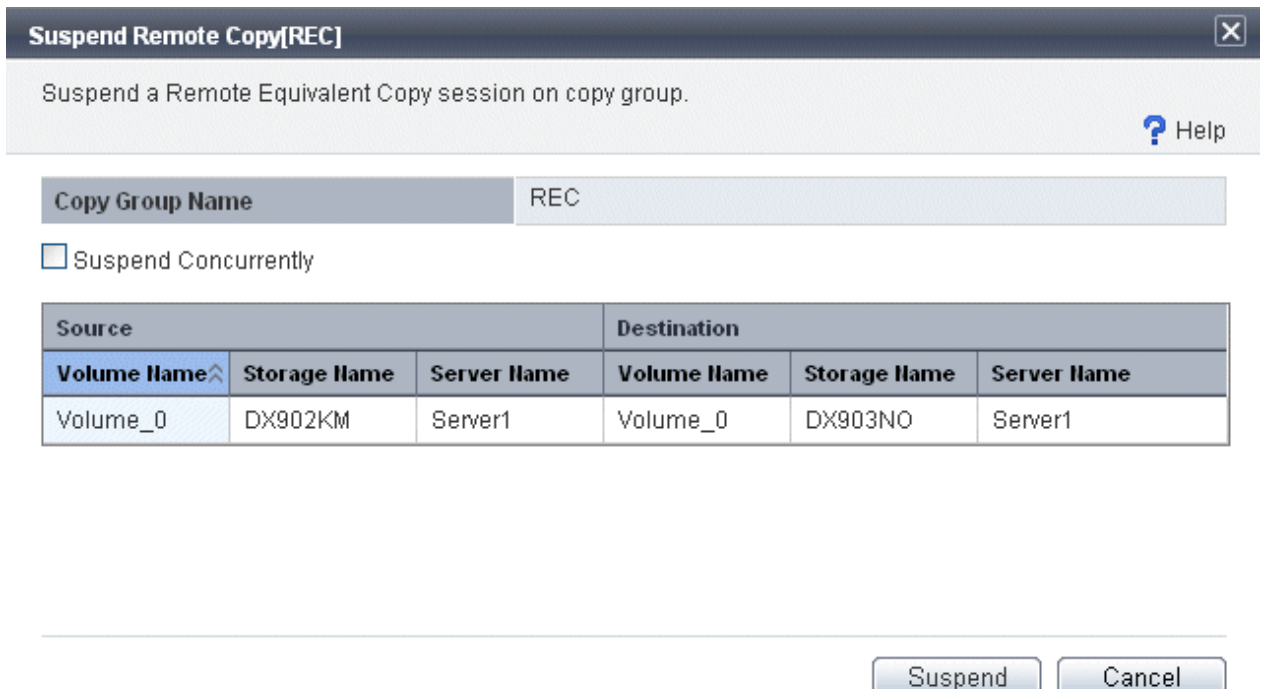 Suspend Remote Copy[REC]
Suspend a Remote Equivalent Copy session on copy group.
? Help
Copy Group Name REC
Suspend Concurrently
Source Destination
Volume Name Storage Name Server Name Volume Name Storage Name Server Name
Volume_0 DX902KM Server1 Volume_0 DX903NO Server1
Suspend Cancel